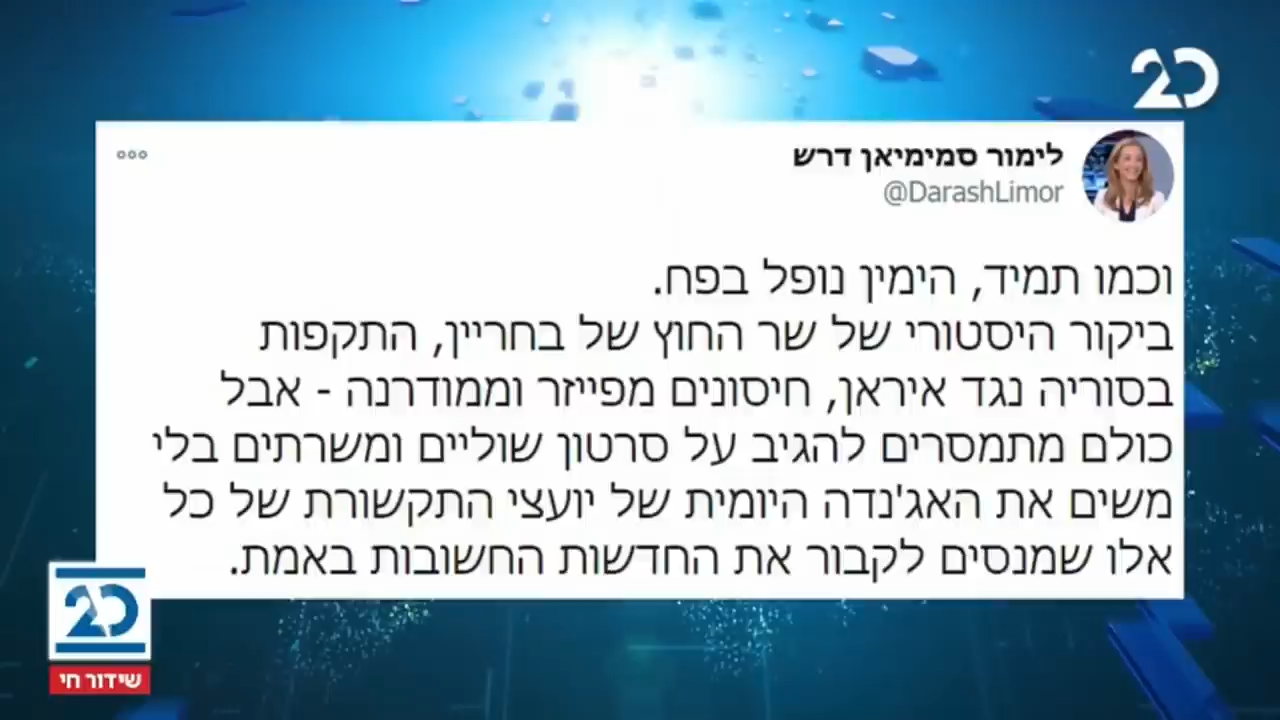 20
לימור סמימיאן דרש
@DarashLimor
וכמו תמיד, הימין נופל בפח.
ביקור היסטורי של שר החוץ של בחריין, התקפות
בסוריה נגד איראן, חיסונים מפייזר וממודרנה - אבל
כולם מתמסרים להגיב על סרטון שוליים ומשרתים בלי
משים את האג'נדה היומית של יועצי התקשורת של כל
אלו שמנסים לקבור את החדשות החשובות באמת.
20
שידור חי